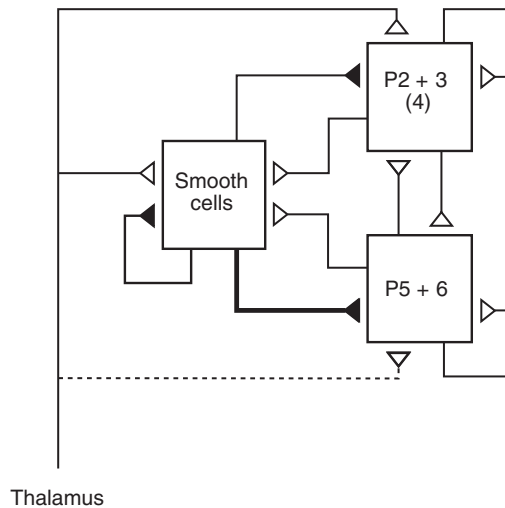 P2 + 3
(4)
Smooth
cells
P5 + 6
Thalamus